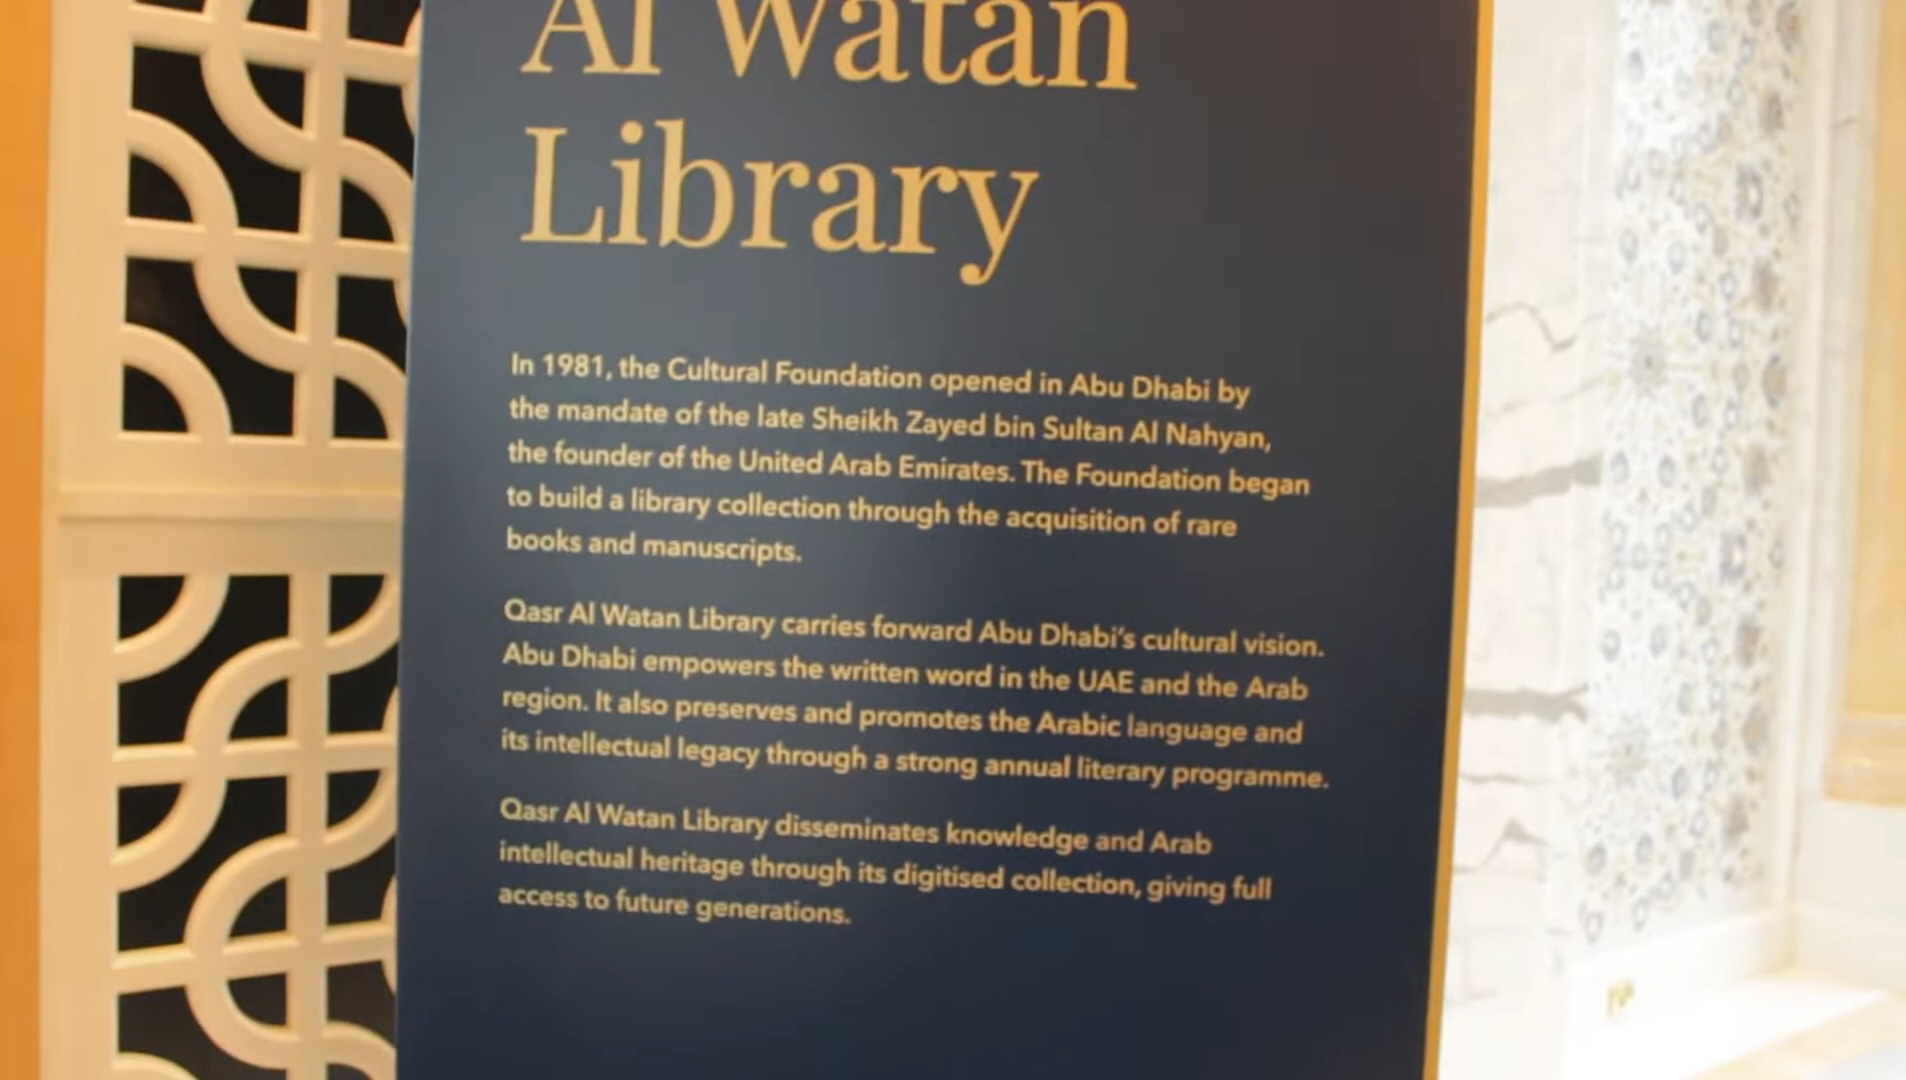 Al Watan
Library
In 1981, the Cultural Foundation opened in Abu Dhabi by
the mandate of the late Sheikh Zayed bin Sultan Al Nahyan,
the founder of the United Arab Emirates. The Foundation began
to build a library collection through the acquisition of rare
books and manuscripts.
Qasr Al Watan Library carries forward Abu Dhabi's cultural vision.
Abu Dhabi empowers the written word in the UAE and the Arab
region. It also preserves and promotes the Arabic language and
its intellectual legacy through a strong annual literary programme.
Qasr Al Watan Library disseminates knowledge and Arab
intellectual heritage through its digitised collection, giving full
access to future generations.